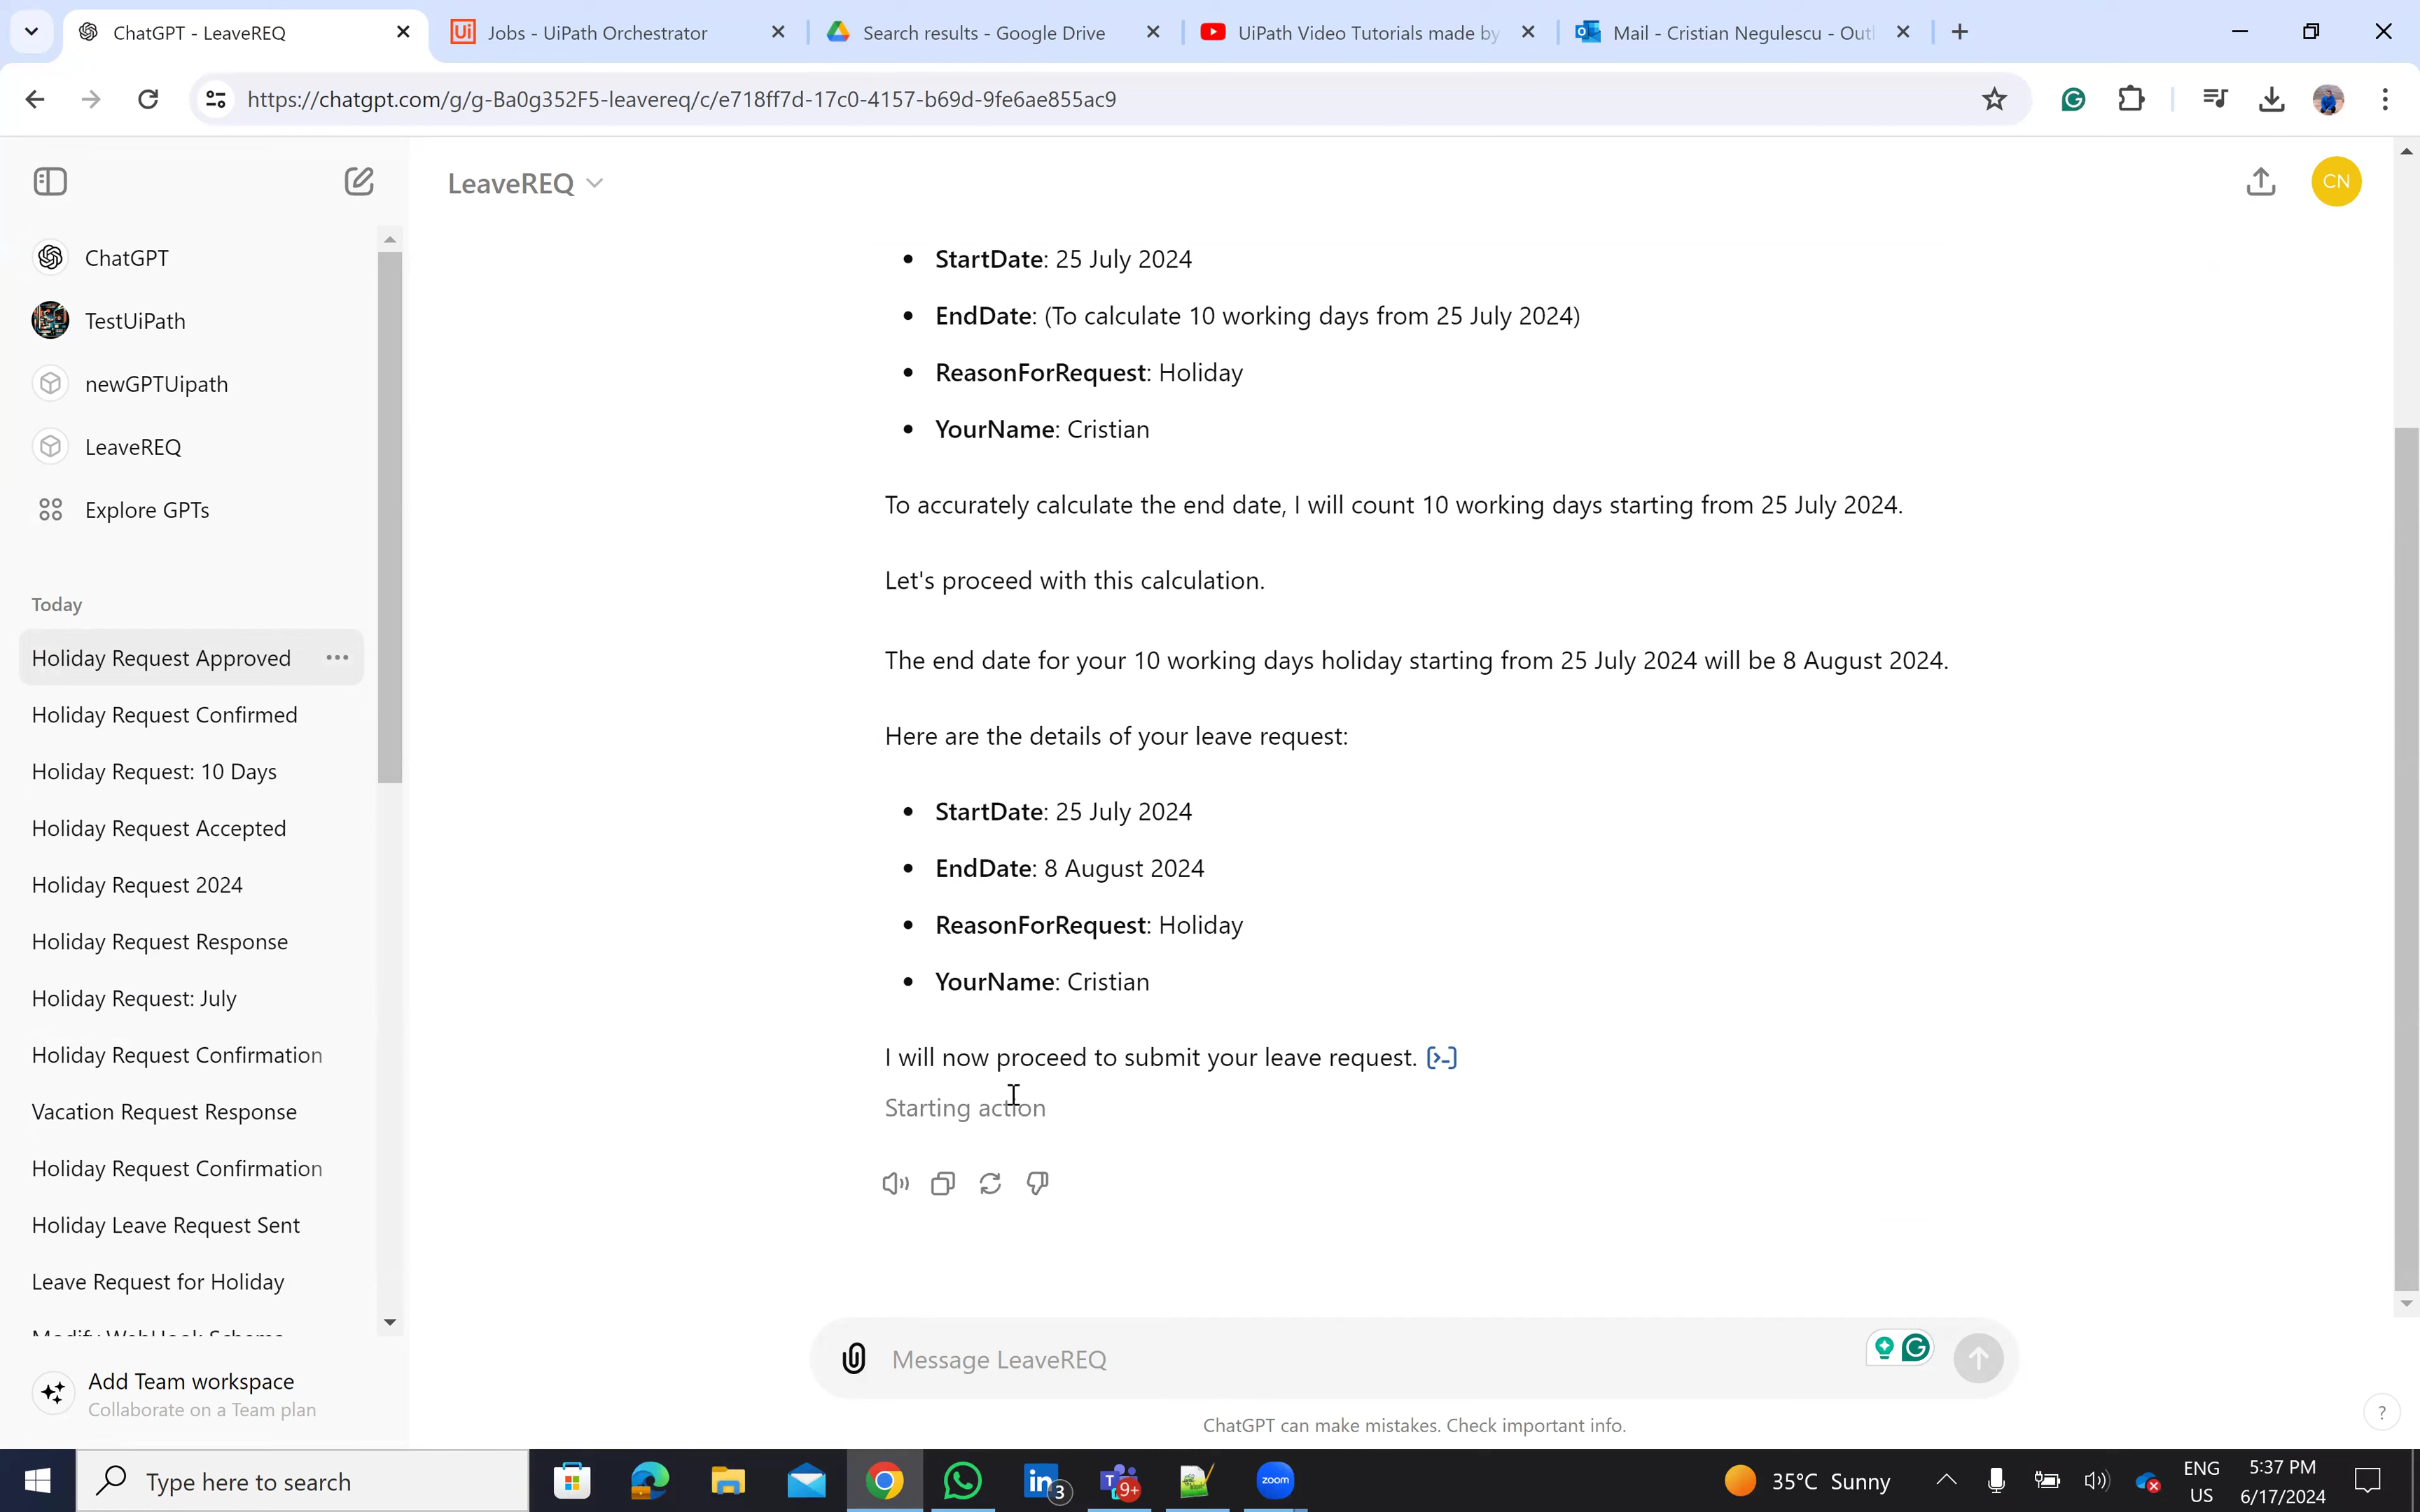 ChatGPT - LeaveREQ
Jobs - UiPath Orchestrator
Search results - Google Drive
UiPath Video Tutorials made by
Mail - Cristian Negulescu - Outl
https://chatgpt.com/g/g-Ba0g352F5-leavereq/c/e718ff7d-17c0-4157-b69d-9fe6ae855ac9
LeaveREQ
CN
ChatGPT
TestUiPath
newGPTUipath
LeaveREQ
Explore GPTs
Today
Holiday Request Approved
Holiday Request Confirmed
Holiday Request: 10 Days
Holiday Request Accepted
Holiday Request 2024
Holiday Request Response
Holiday Request: July
Holiday Request Confirmation
Vacation Request Response
Holiday Request Confirmation
Holiday Leave Request Sent
Leave Request for Holiday
Modify WebHook Schema
Add Team workspace
Collaborate on a Team plan
• StartDate: 25 July 2024
• EndDate: (To calculate 10 working days from 25 July 2024)
• ReasonForRequest: Holiday
• YourName: Cristian
To accurately calculate the end date, I will count 10 working days starting from 25 July 2024.
Let's proceed with this calculation.
The end date for your 10 working days holiday starting from 25 July 2024 will be 8 August 2024.
Here are the details of your leave request:
• StartDate: 25 July 2024
• EndDate: 8 August 2024
• ReasonForRequest: Holiday
• YourName: Cristian
I will now proceed to submit your leave request. [>-]
Starting action
Message LeaveREQ
ChatGPT can make mistakes. Check important info.
?
Type here to search
3
9+
zoom
35°C Sunny
ENG
US
5:37 PM
6/17/2024